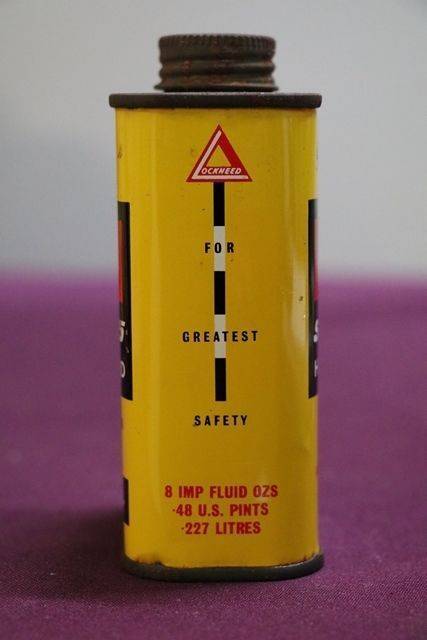 LOCKHEED
FOR
GREATEST
SAFETY
8 IMP FLUID OZS
·48 U.S. PINTS
·227 LITRES